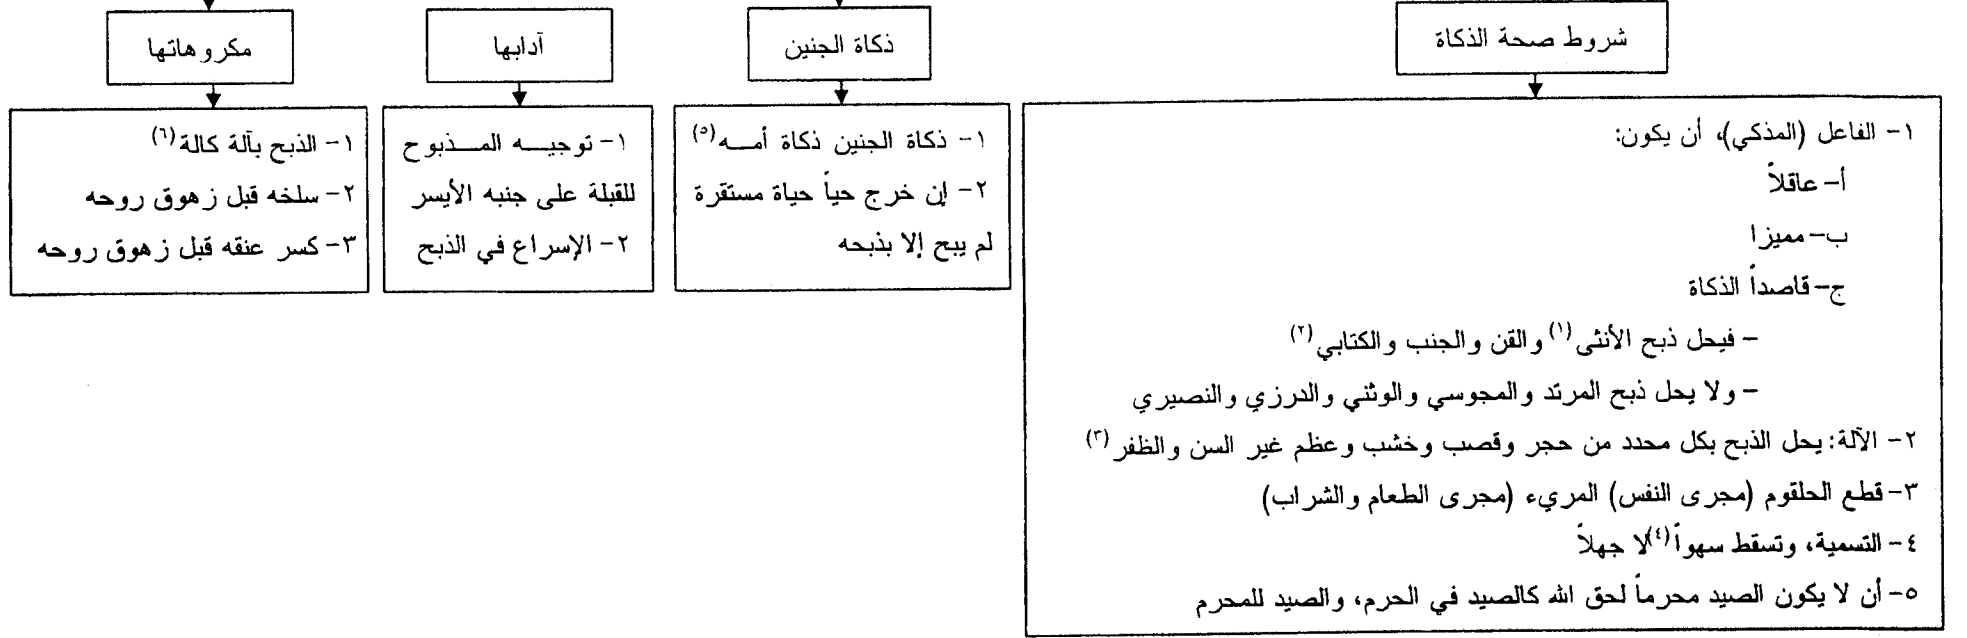 شروط صحة الذكاة
١- الفاعل (المذكي)، أن يكون:
أ- عاقلاً
ب- مميزا
ج- قاصداً الذكاة
- فيحل ذبح الأنثى(١) والقن والجنب والكتابي(٢)
- ولا يحل ذبح المرتد والمجوسي والوثني والدرزي والنصيري
٢- الآلة: يحل الذبح بكل محدد من حجر وقصب وخشب وعظم غير السن والظفر(٣)
٣- قطع الحلقوم (مجرى النفس) المريء (مجرى الطعام والشراب)
٤- التسمية، وتسقط سهواً(٤) لا جهلاً
٥- أن لا يكون الصيد محرماً لحق الله كالصيد في الحرم، والصيد للمحرم
ذكاة الجنين
١- ذكاة الجنين ذكاة أمـــه(٥)
٢- إن خرج حياً حياة مستقرة
لم يبح إلا بذبحه
آدابها
١- توجيـــه المـــذبوح
للقبلة على جنبه الأيسر
٢- الإسراع في الذبح
مكروهاتها
١- الذبح بآلة كالة(٦)
٢- سلخه قبل زهوق روحه
٣- كسر عنقه قبل زهوق روحه